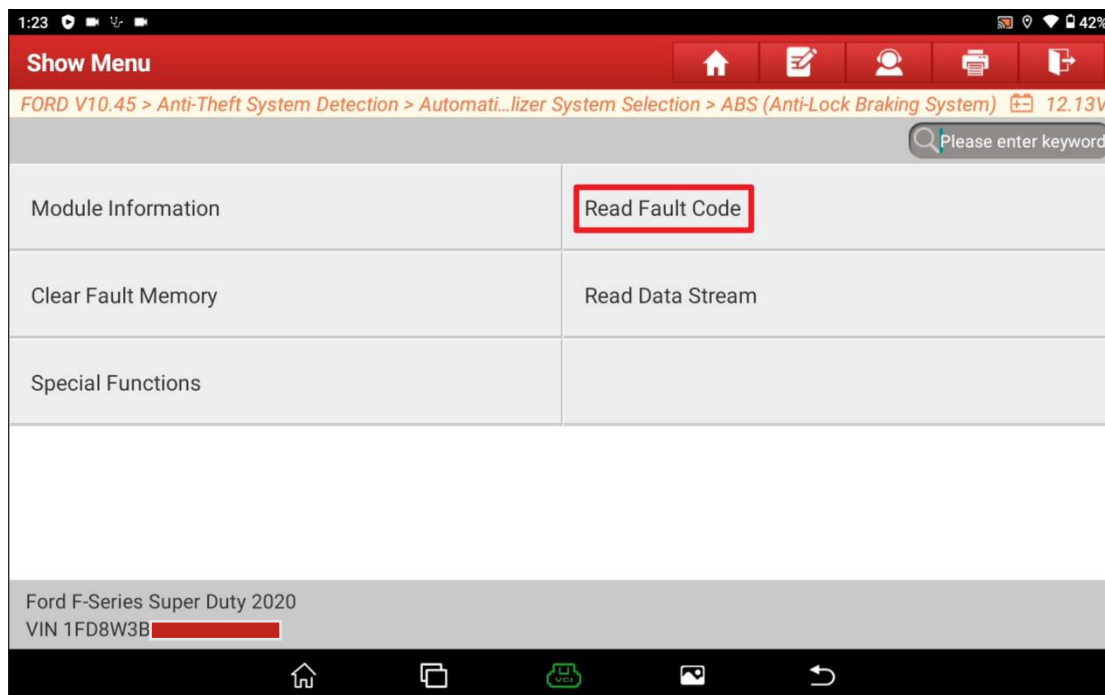 1:23 42%
Show Menu
FORD V10.45 > Anti-Theft System Detection > Automati...lizer System Selection > ABS (Anti-Lock Braking System) 12.13V
Please enter keyword
Module Information
Read Fault Code
Clear Fault Memory
Read Data Stream
Special Functions
Ford F-Series Super Duty 2020
VIN 1FD8W3B
VCI